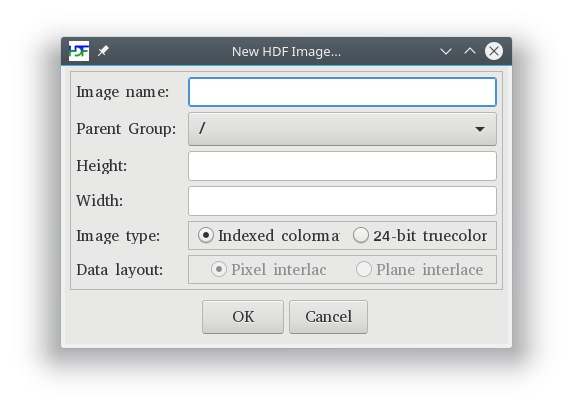 HDF
New HDF Image...
Image name:
Parent Group: /
Height:
Width:
Image type: Indexed colorma 24-bit truecolor
Data layout: Pixel interlac Plane interlace
OK Cancel